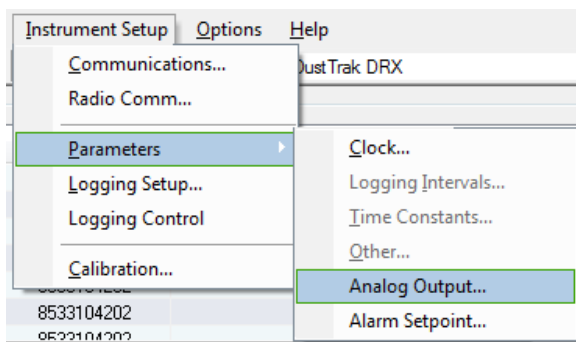 Instrument Setup Options Help
Communications... DustTrak DRX
Radio Comm...
Parameters Clock...
Logging Setup... Logging Intervals...
Logging Control Time Constants...
Other...
Calibration... Analog Output...
8533104202 Alarm Setpoint...